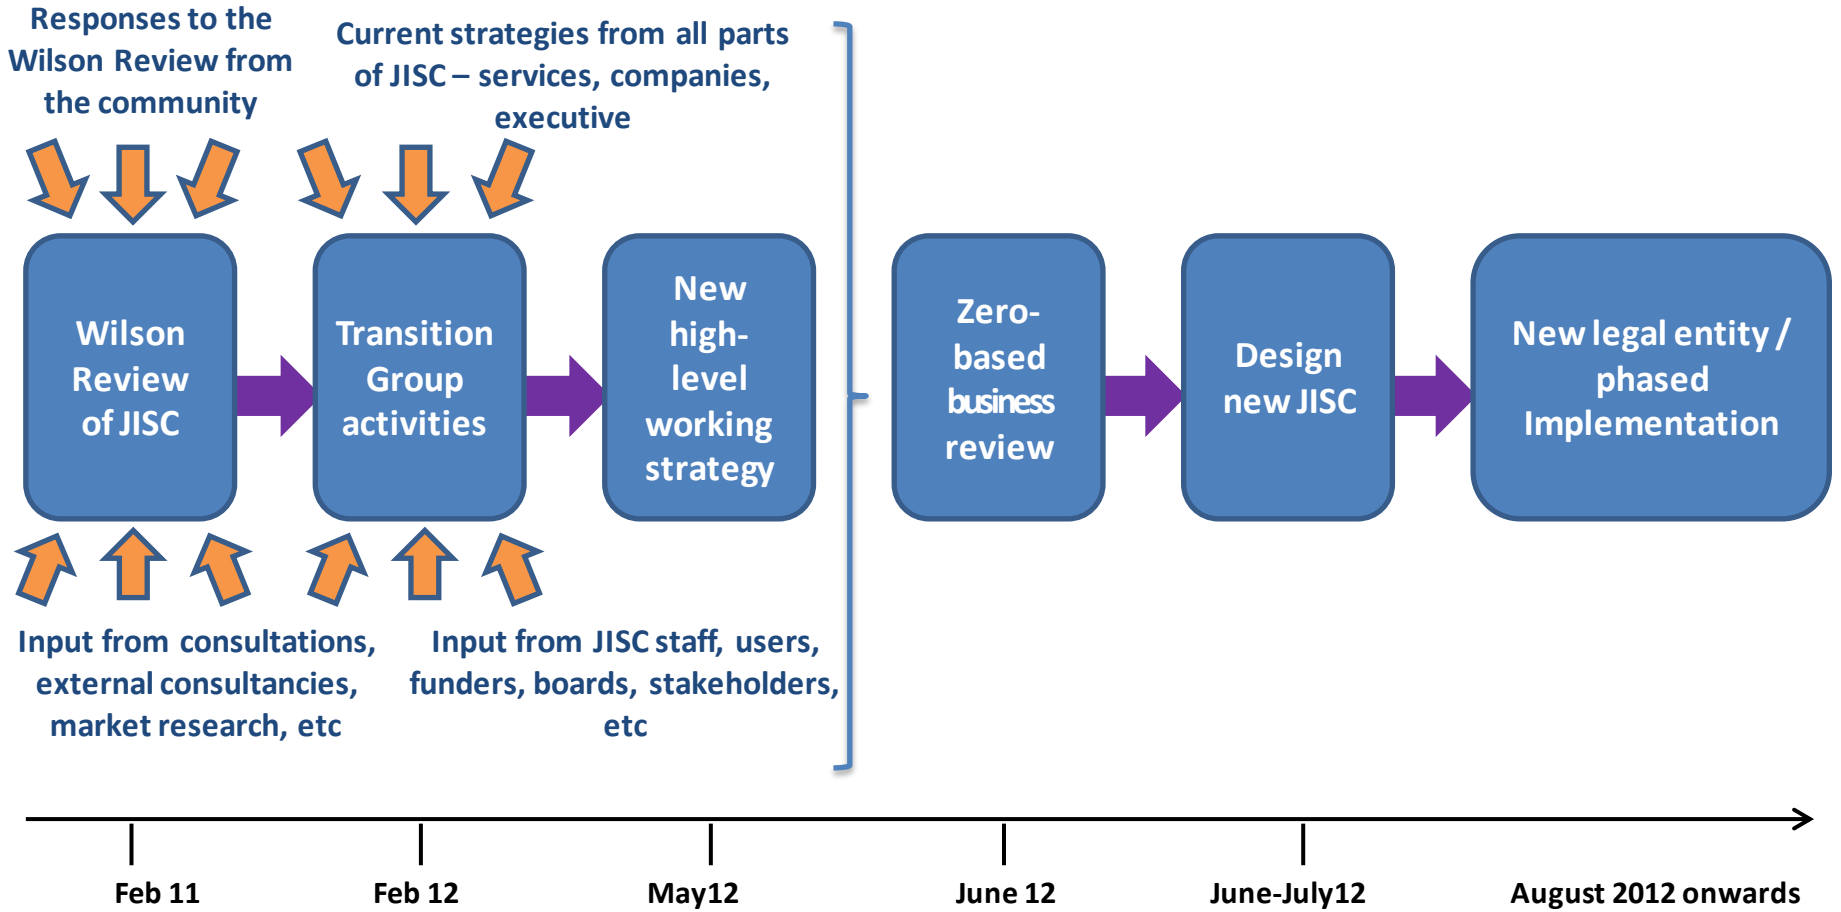 Responses to the
Wilson Review from
the community
Current strategies from all parts
of JISC – services, companies,
executive
Wilson
Review
of JISC
Transition
Group
activities
New
high-
level
working
strategy
Zero-
based
business
review
Design
new JISC
New legal entity /
phased
Implementation
Input from consultations,
external consultancies,
market research, etc
Input from JISC staff, users,
funders, boards, stakeholders,
etc
Feb 11
Feb 12
May12
June 12
June-July12
August 2012 onwards